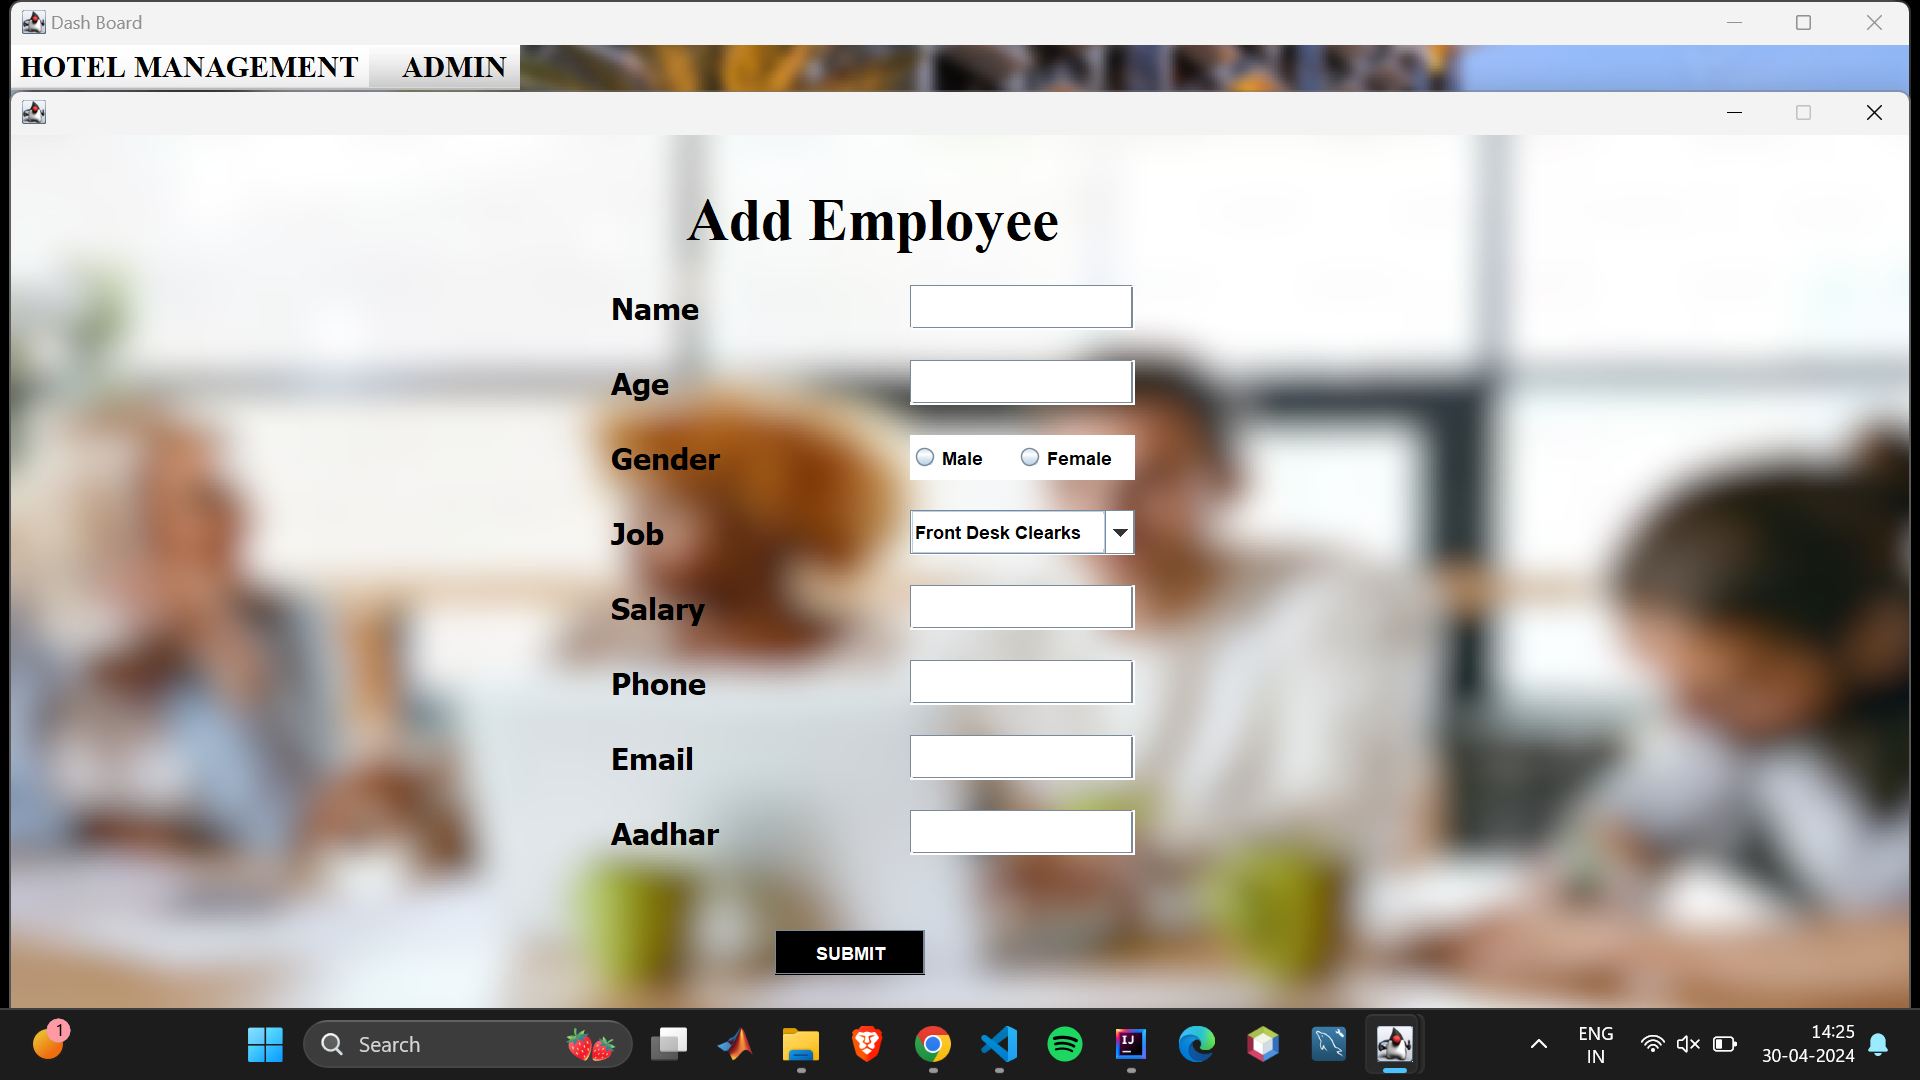 Dash Board
HOTEL MANAGEMENT ADMIN
Add Employee
Name
Age
Gender Male Female
Job Front Desk Clearks
Salary
Phone
Email
Aadhar
SUBMIT
1
Search
IJ
ENG
IN
14:25
30-04-2024